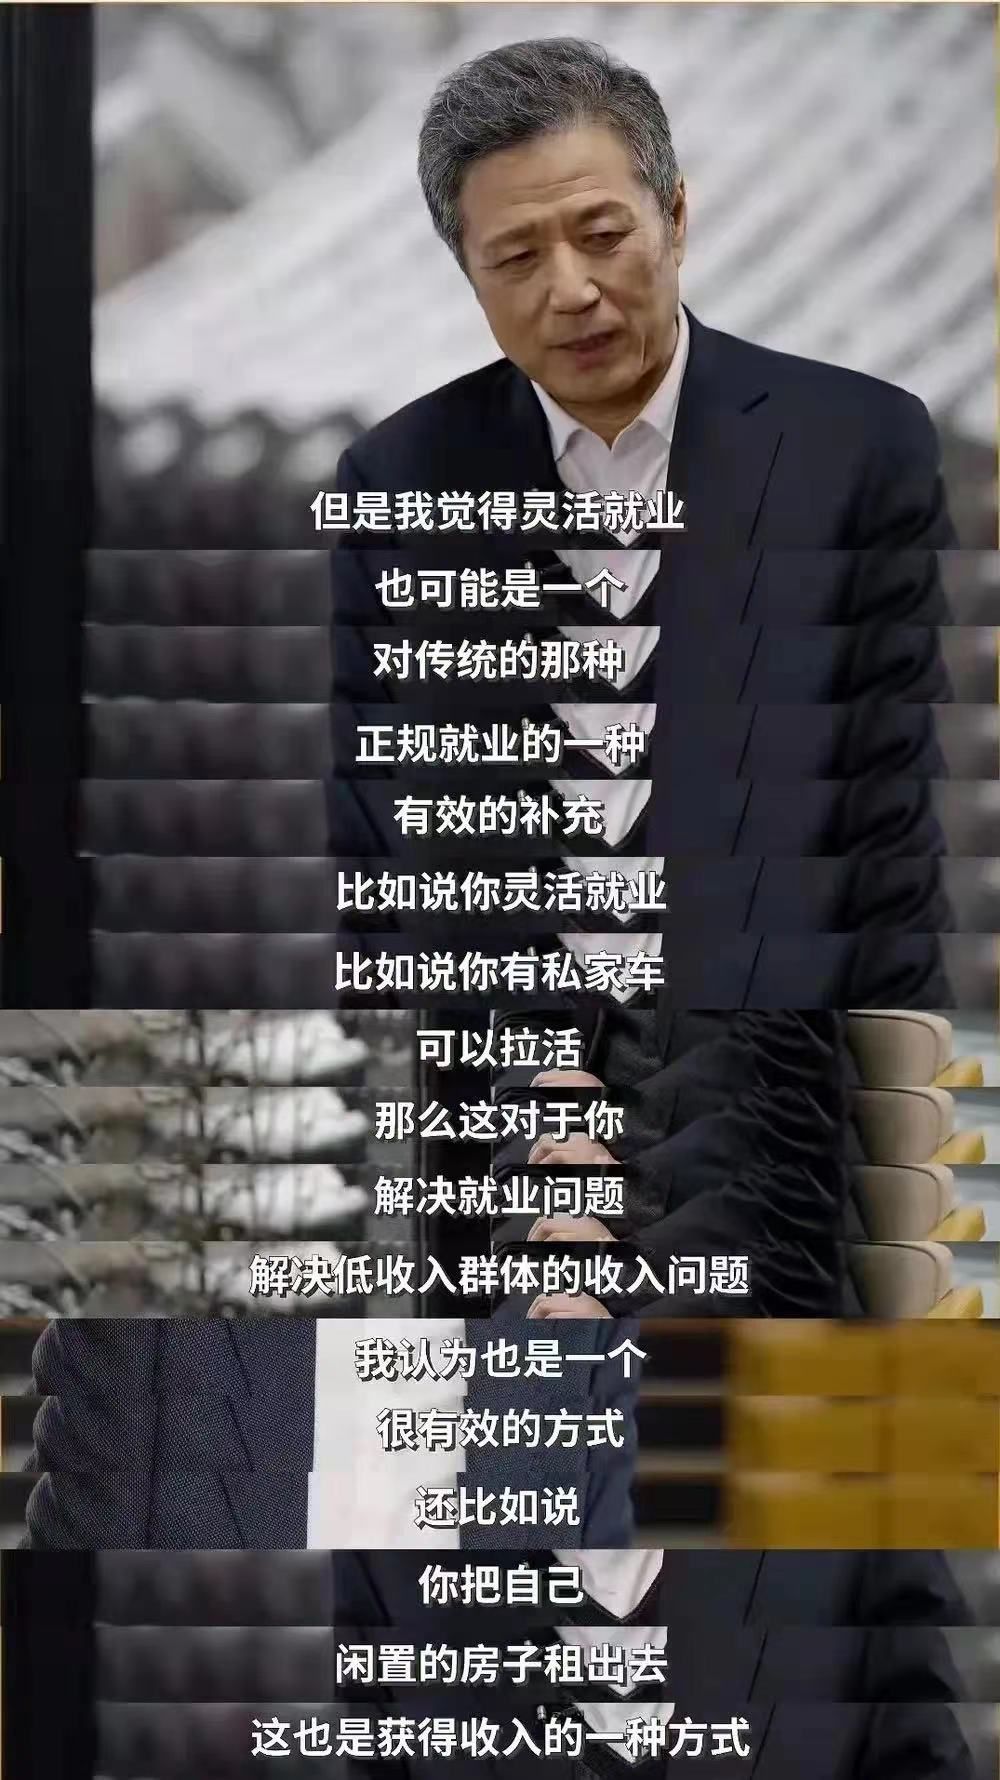 但是我觉得灵活就业
也可能是一个
对传统的那种
正规就业的一种
有效的补充
比如说你灵活就业
比如说你有私家车
可以拉活
那么这对于你
解决就业问题
解决低收入群体的收入问题
我认为也是一个
很有效的方式
还比如说
你把自己
闲置的房子租出去
这也是获得收入的一种方式